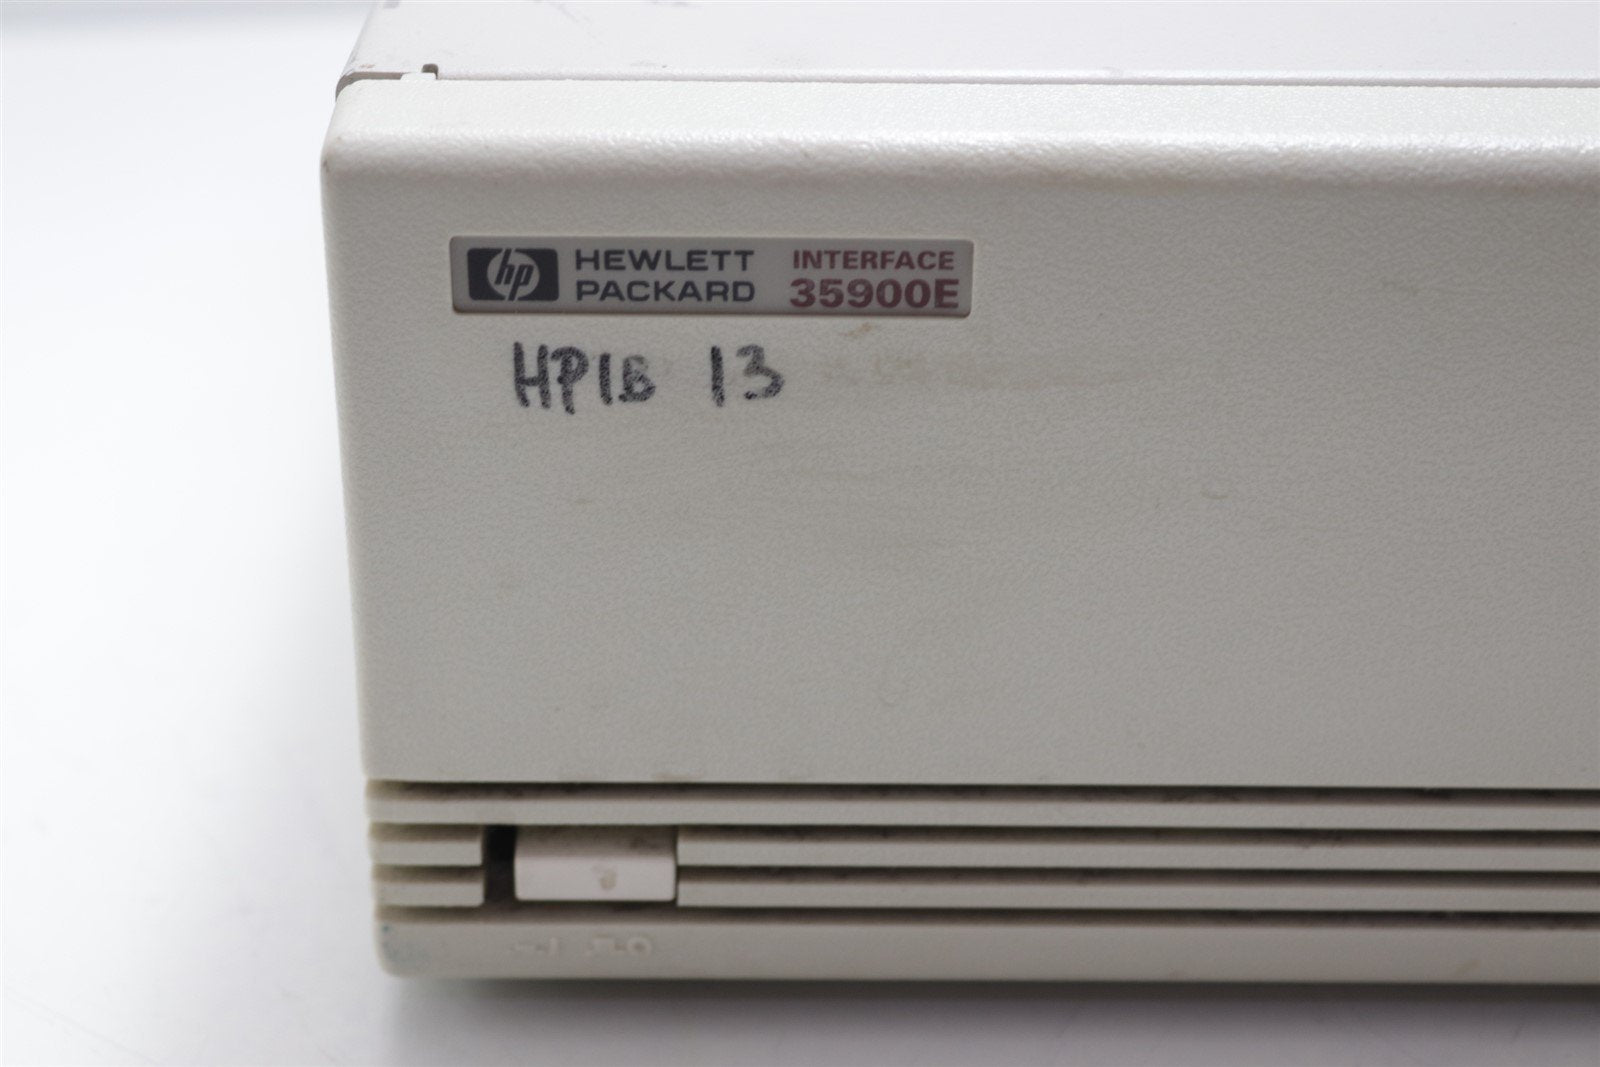 hp HEWLETT PACKARD INTERFACE 35900E
HPIB 13